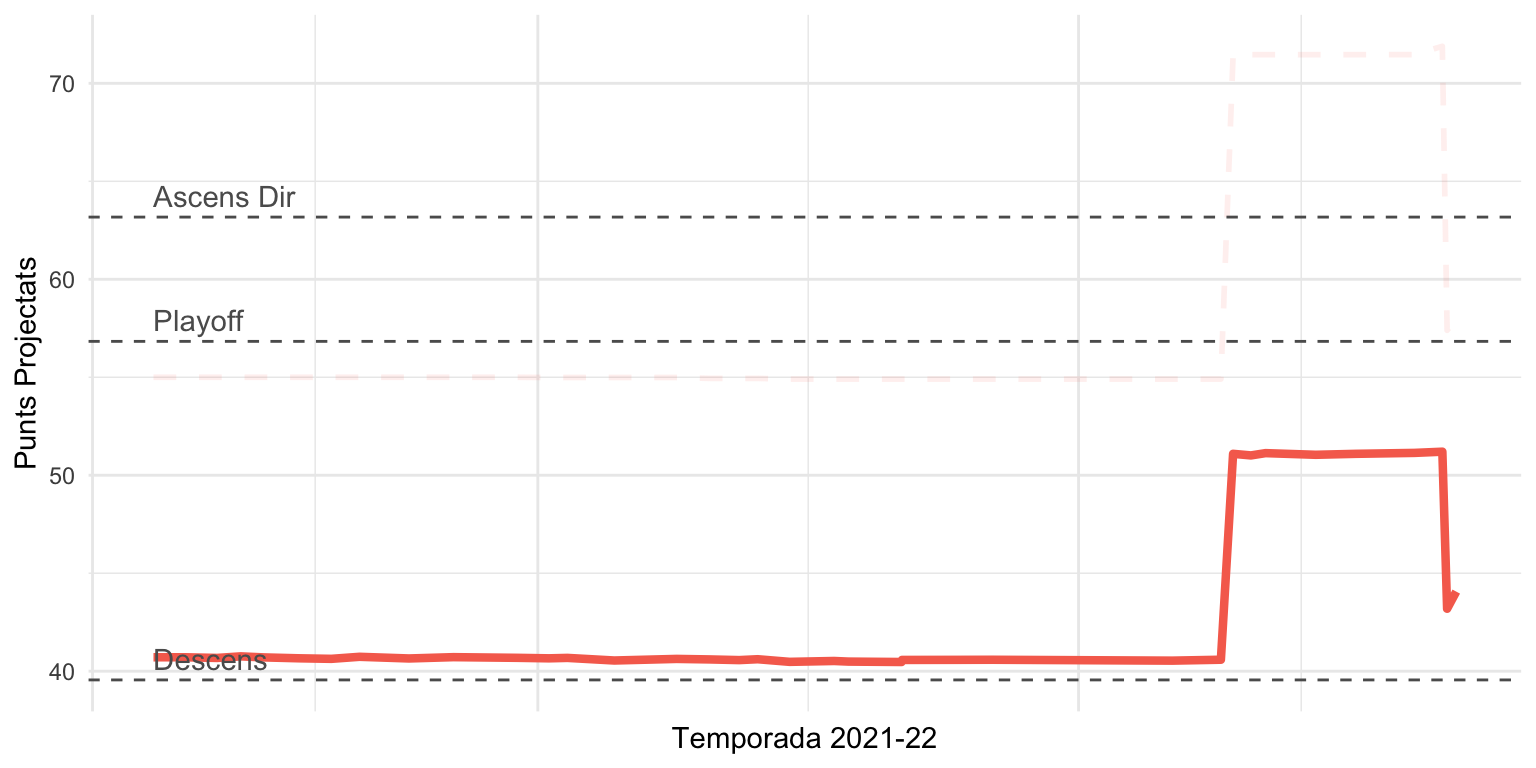 70
Ascens Dir
60
Playoff
50
Descens
40
Punts Projectats
Temporada 2021-22